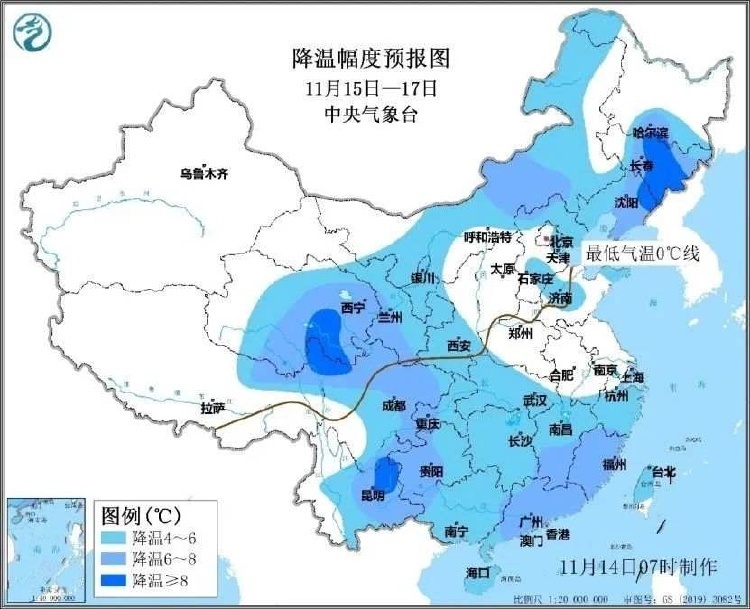 降温幅度预报图
11月15日—17日
中央气象台
哈尔滨
长春
沈阳
乌鲁木齐
呼和浩特
北京
天津
最低气温0℃线
银川
太原
石家庄
济南
西宁
兰州
西安
郑州
合肥
南京
上海
杭州
拉萨
成都
重庆
武汉
南昌
长沙
贵阳
福州
台北
昆明
广州
香港
澳门
南宁
海口
图例(℃)
降温4～6
降温6～8
降温≥8
南海
11月14日07时制作
比例尺 1:20 000 000 审图号: GS (2019) 3082号